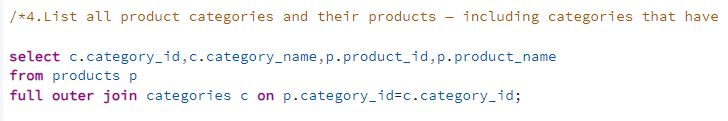 /*4.List all product categories and their products – including categories that have
select c.category_id,c.category_name,p.product_id,p.product_name
from products p
full outer join categories c on p.category_id=c.category_id;